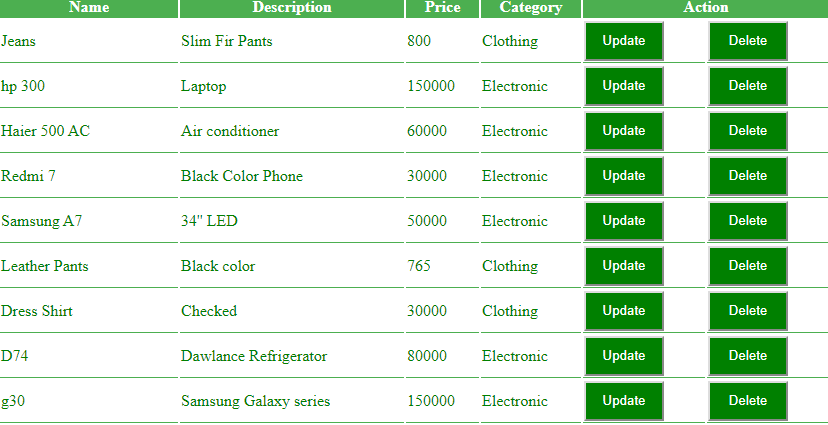 Name Description Price Category Action
Jeans Slim Fir Pants 800 Clothing Update Delete
hp 300 Laptop 150000 Electronic Update Delete
Haier 500 AC Air conditioner 60000 Electronic Update Delete
Redmi 7 Black Color Phone 30000 Electronic Update Delete
Samsung A7 34" LED 50000 Electronic Update Delete
Leather Pants Black color 765 Clothing Update Delete
Dress Shirt Checked 30000 Clothing Update Delete
D74 Dawlance Refrigerator 80000 Electronic Update Delete
g30 Samsung Galaxy series 150000 Electronic Update Delete